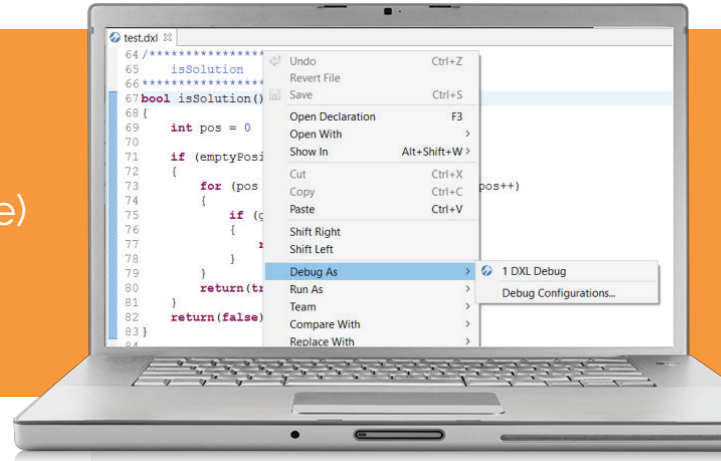 e)
test.dxl
64 /******************
65 isSolution
66 ******************
67 bool isSolution()
68 {
69 int pos = 0
70
71 if (emptyPosi
72 {
73 for (pos pos++)
74 {
75 if (g
76 {
77
78 }
79 }
80 return(tr
81 }
82 return(false)
83 }
84
Undo Ctrl+Z
Revert File
Save Ctrl+S
Open Declaration F3
Open With >
Show In Alt+Shift+W >
Cut Ctrl+X
Copy Ctrl+C
Paste Ctrl+V
Shift Right
Shift Left
Debug As >
Run As >
Team >
Compare With >
Replace With >
1 DXL Debug
Debug Configurations...